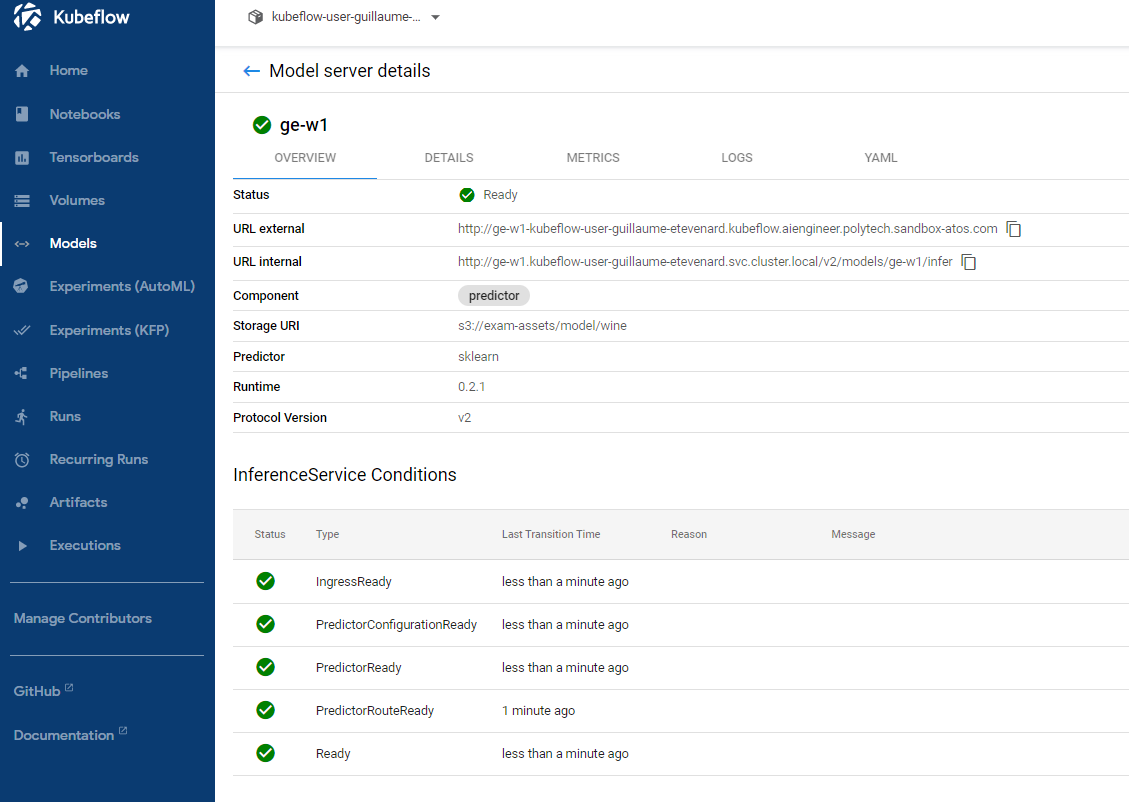 Kubeflow
Home
Notebooks
Tensorboards
Volumes
Models
Experiments (AutoML)
Experiments (KFP)
Pipelines
Runs
Recurring Runs
Artifacts
Executions
Manage Contributors
GitHub
Documentation
kubeflow-user-guillaume-...
Model server details
ge-w1
OVERVIEW DETAILS METRICS LOGS YAML
Status Ready
URL external http://ge-w1-kubeflow-user-guillaume-etevenard.kubeflow.aiengineer.polytech.sandbox-atos.com
URL internal http://ge-w1.kubeflow-user-guillaume-etevenard.svc.cluster.local/v2/models/ge-w1/infer
Component predictor
Storage URI s3://exam-assets/model/wine
Predictor sklearn
Runtime 0.2.1
Protocol Version v2
InferenceService Conditions
Status Type Last Transition Time Reason Message
IngressReady less than a minute ago
PredictorConfigurationReady less than a minute ago
PredictorReady less than a minute ago
PredictorRouteReady 1 minute ago
Ready less than a minute ago